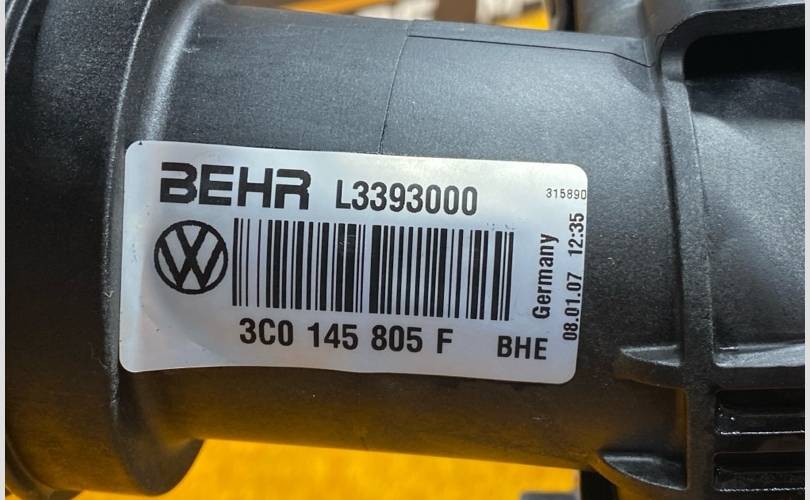 BEHR L3393000
315890
3C0 145 805 F
BHE
Germany
08.01.07 12:35